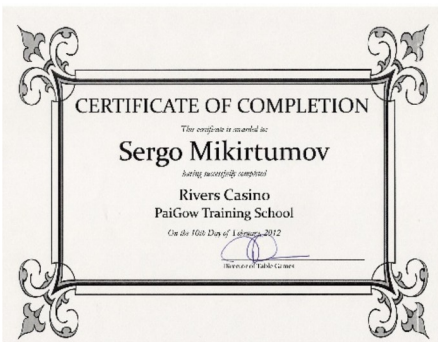 CERTIFICATE OF COMPLETION
This certificate is awarded to:
Sergo Mikirtumov
having successfully completed
Rivers Casino
PaiGow Training School
On the 10th Day of February, 2012
Director of Table Games